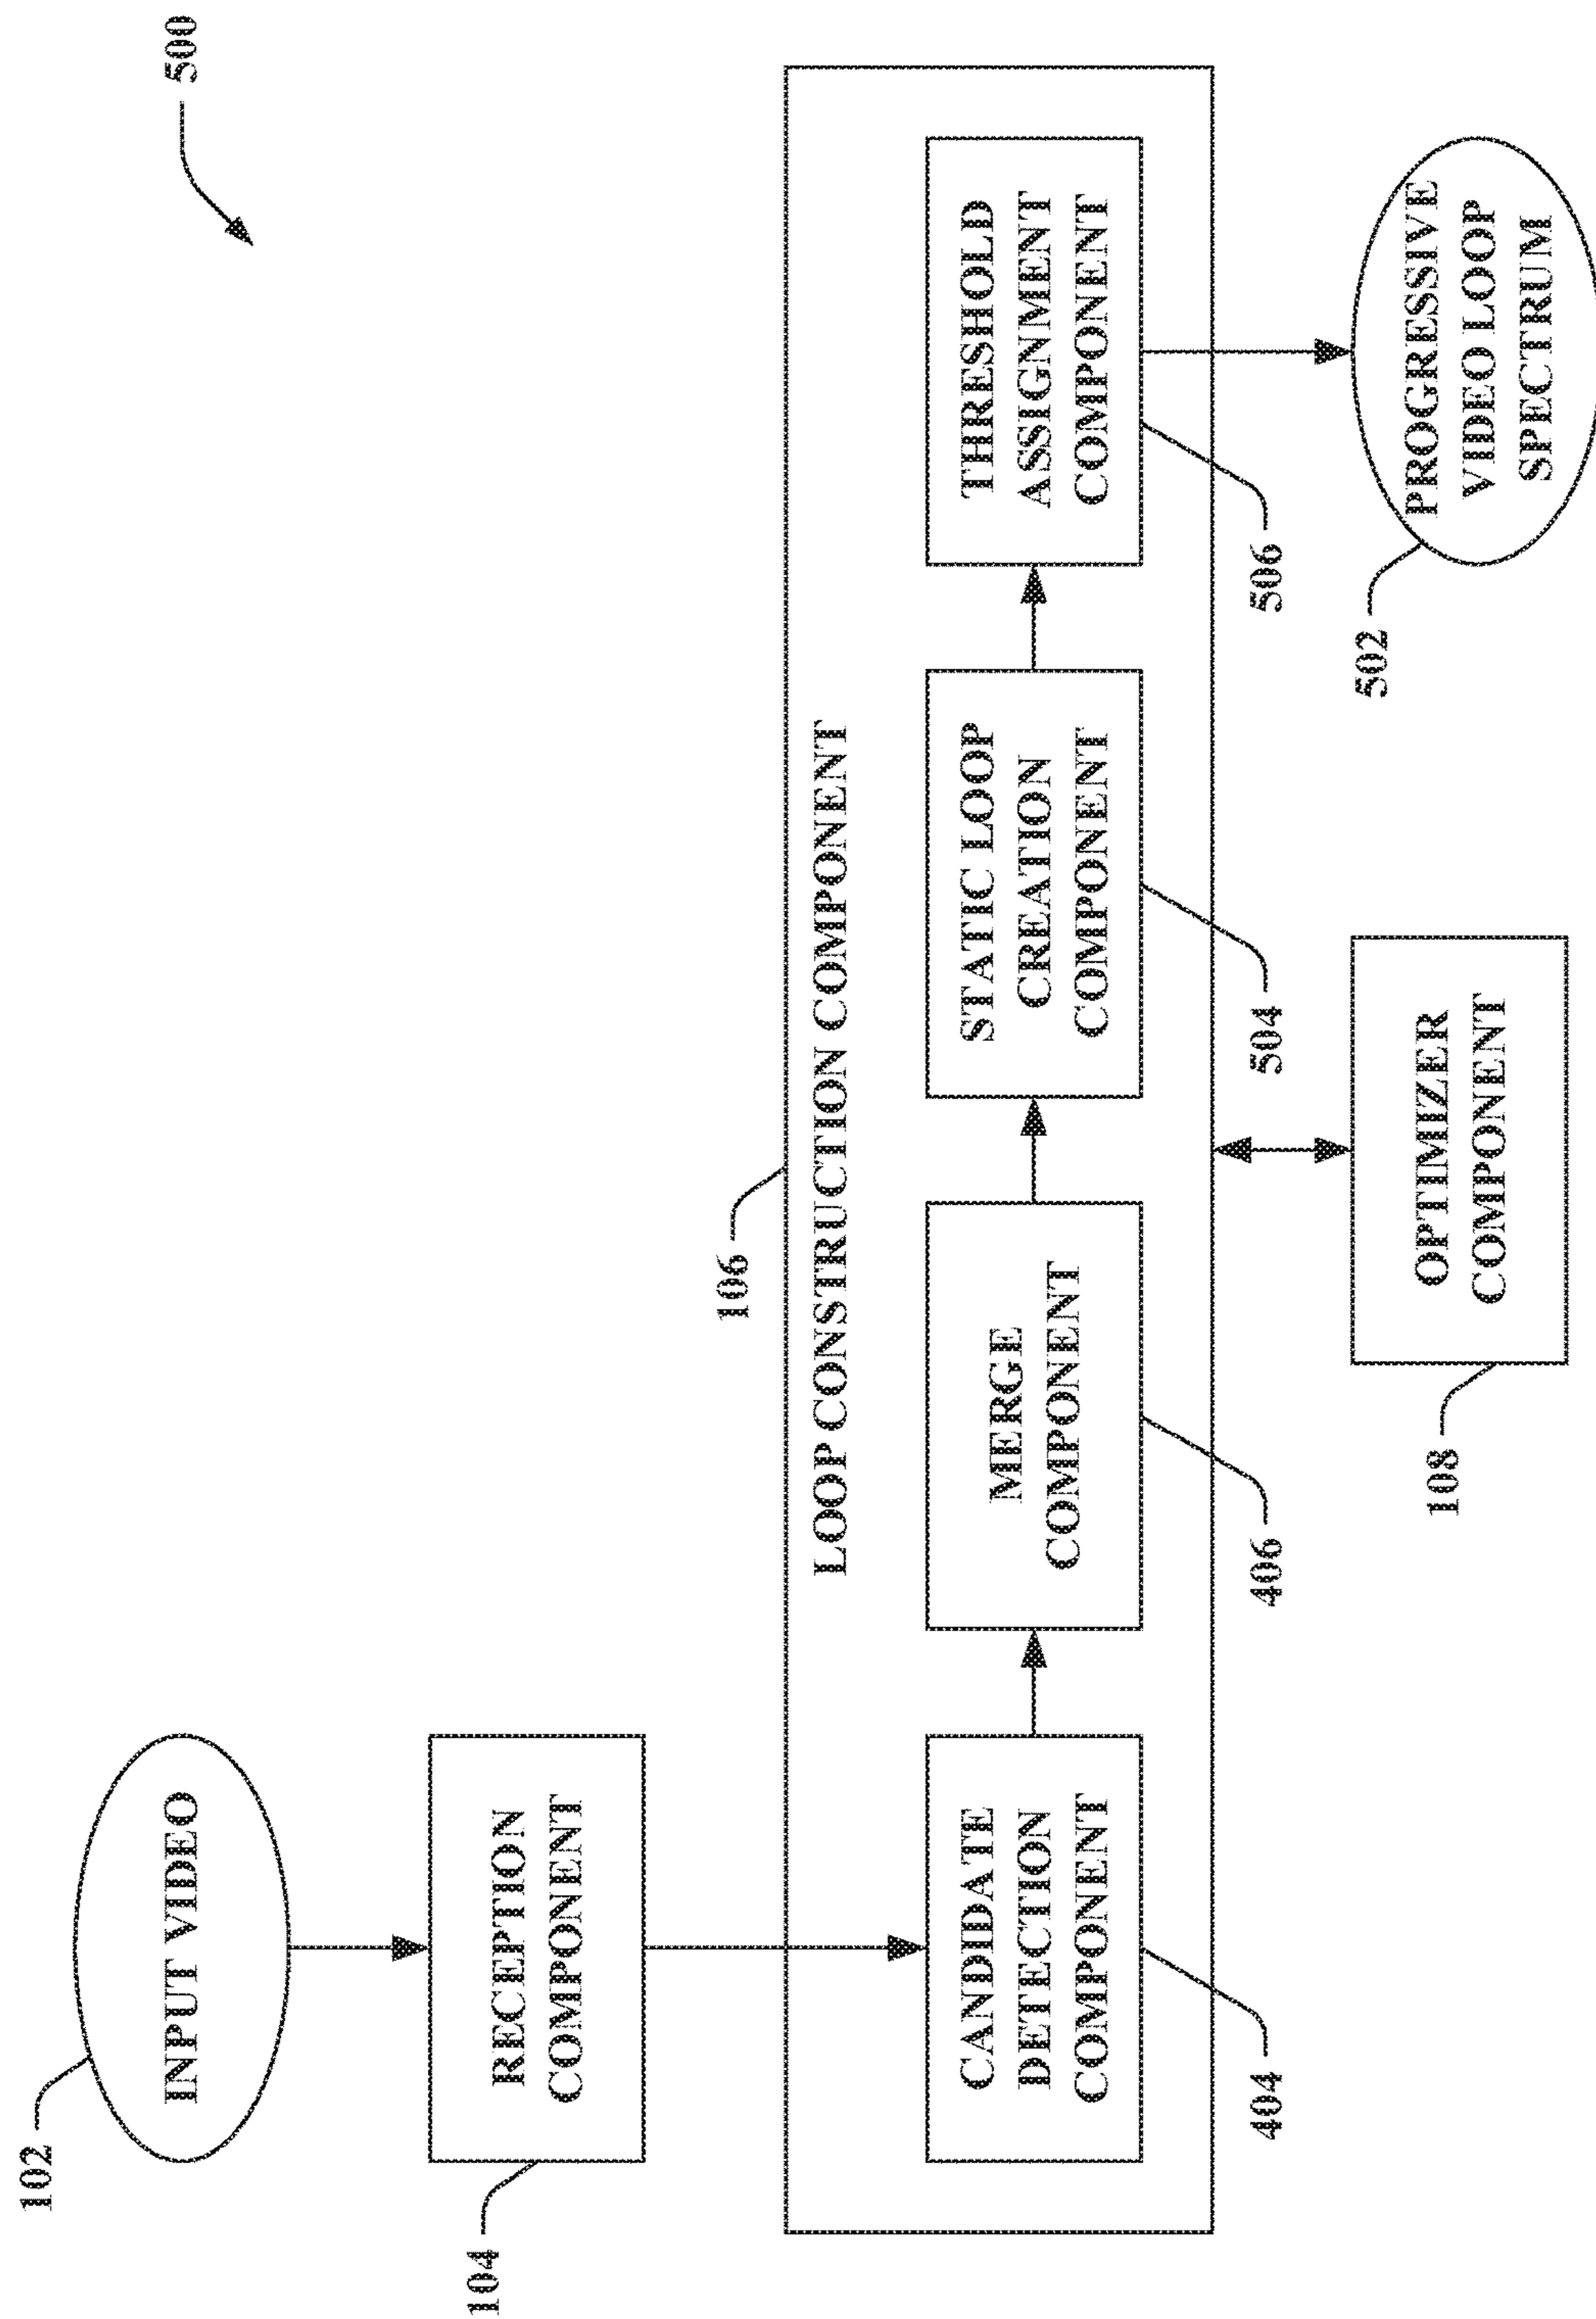 500
102
INPUT VIDEO
104
RECEPTION
COMPONENT
106
LOOP CONSTRUCTION COMPONENT
CANDIDATE
DETECTION
COMPONENT
404
MERGE
COMPONENT
406
STATIC LOOP
CREATION
COMPONENT
504
THRESHOLD
ASSIGNMENT
COMPONENT
506
108
OPTIMIZER
COMPONENT
502
PROGRESSIVE
VIDEO LOOP
SPECTRUM